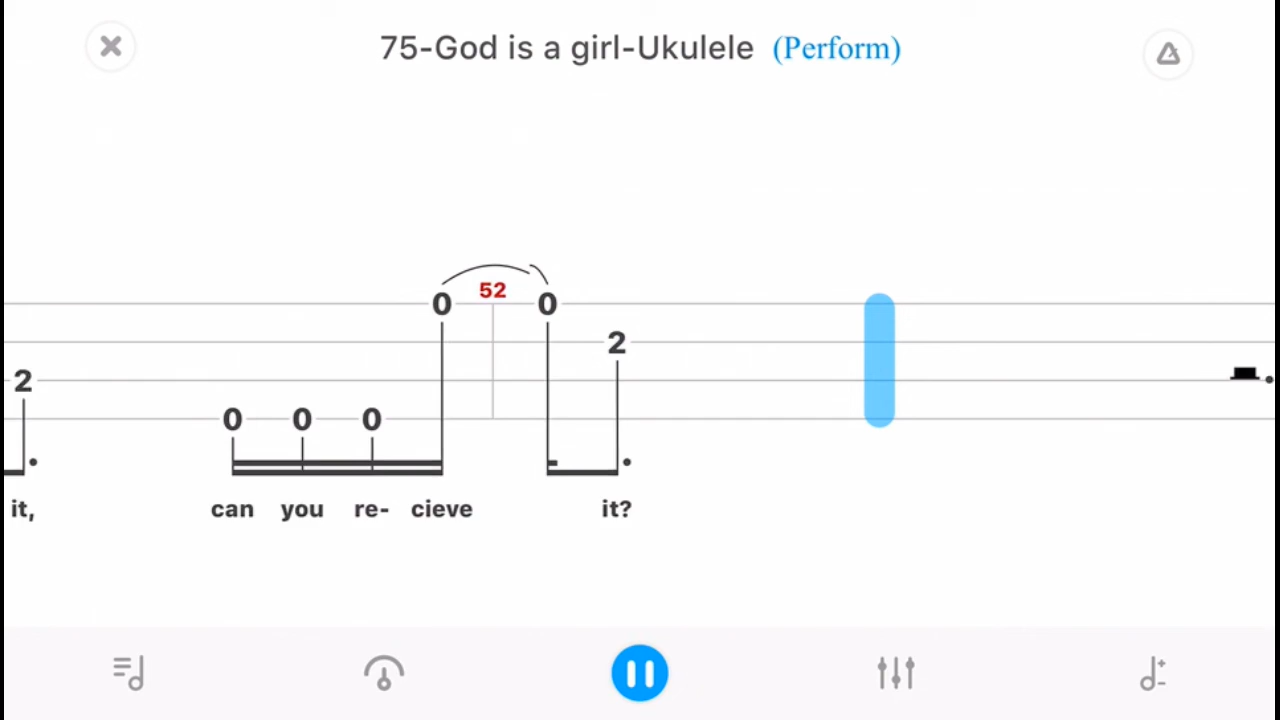 75-God is a girl-Ukulele (Perform)
0 52 0
2
2
0 0 0
it, can you re- cieve it?